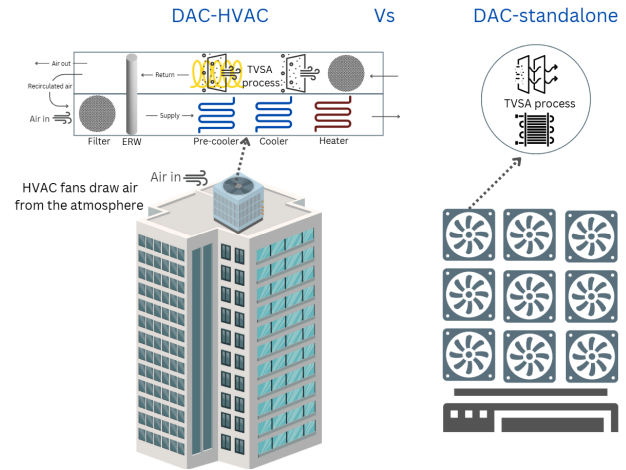 DAC-HVAC Vs DAC-standalone
Air out
Return
TVSA
process
Recirculated air
Air in
Supply
Filter ERW Pre-cooler Cooler Heater
TVSA process
Air in
HVAC fans draw air
from the atmosphere